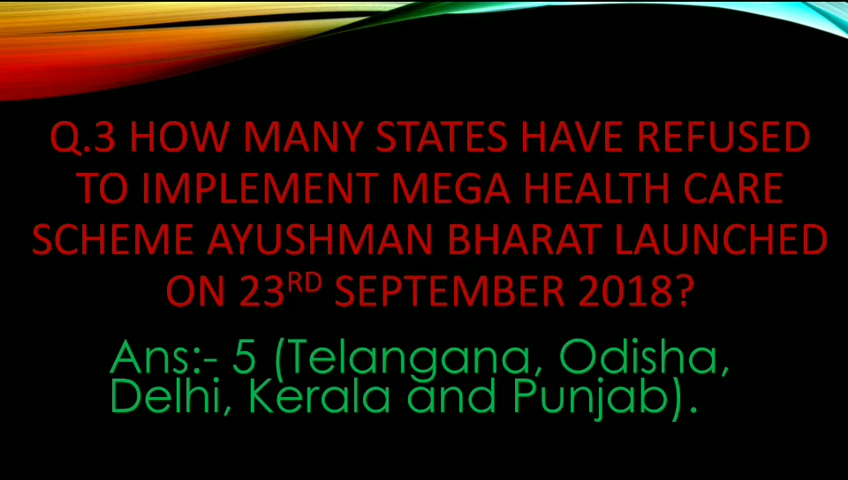 Q.3 HOW MANY STATES HAVE REFUSED
TO IMPLEMENT MEGA HEALTH CARE
SCHEME AYUSHMAN BHARAT LAUNCHED
ON 23RD SEPTEMBER 2018?
Ans:- 5 (Telangana, Odisha,
Delhi, Kerala and Punjab).